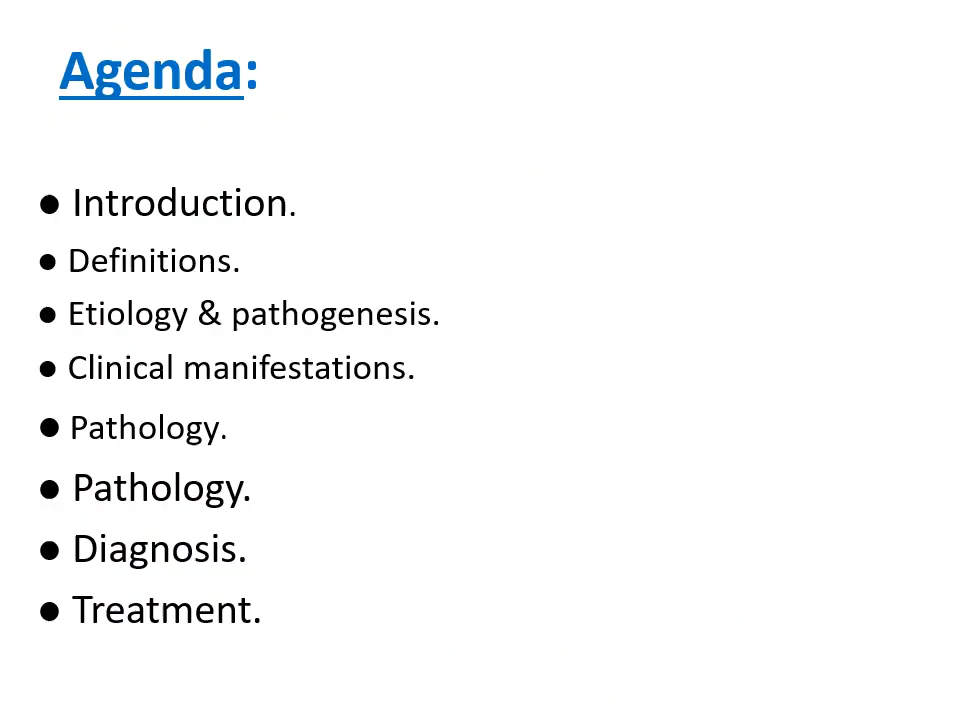 Agenda:
● Introduction.
● Definitions.
● Etiology & pathogenesis.
● Clinical manifestations.
● Pathology.
● Pathology.
● Diagnosis.
● Treatment.